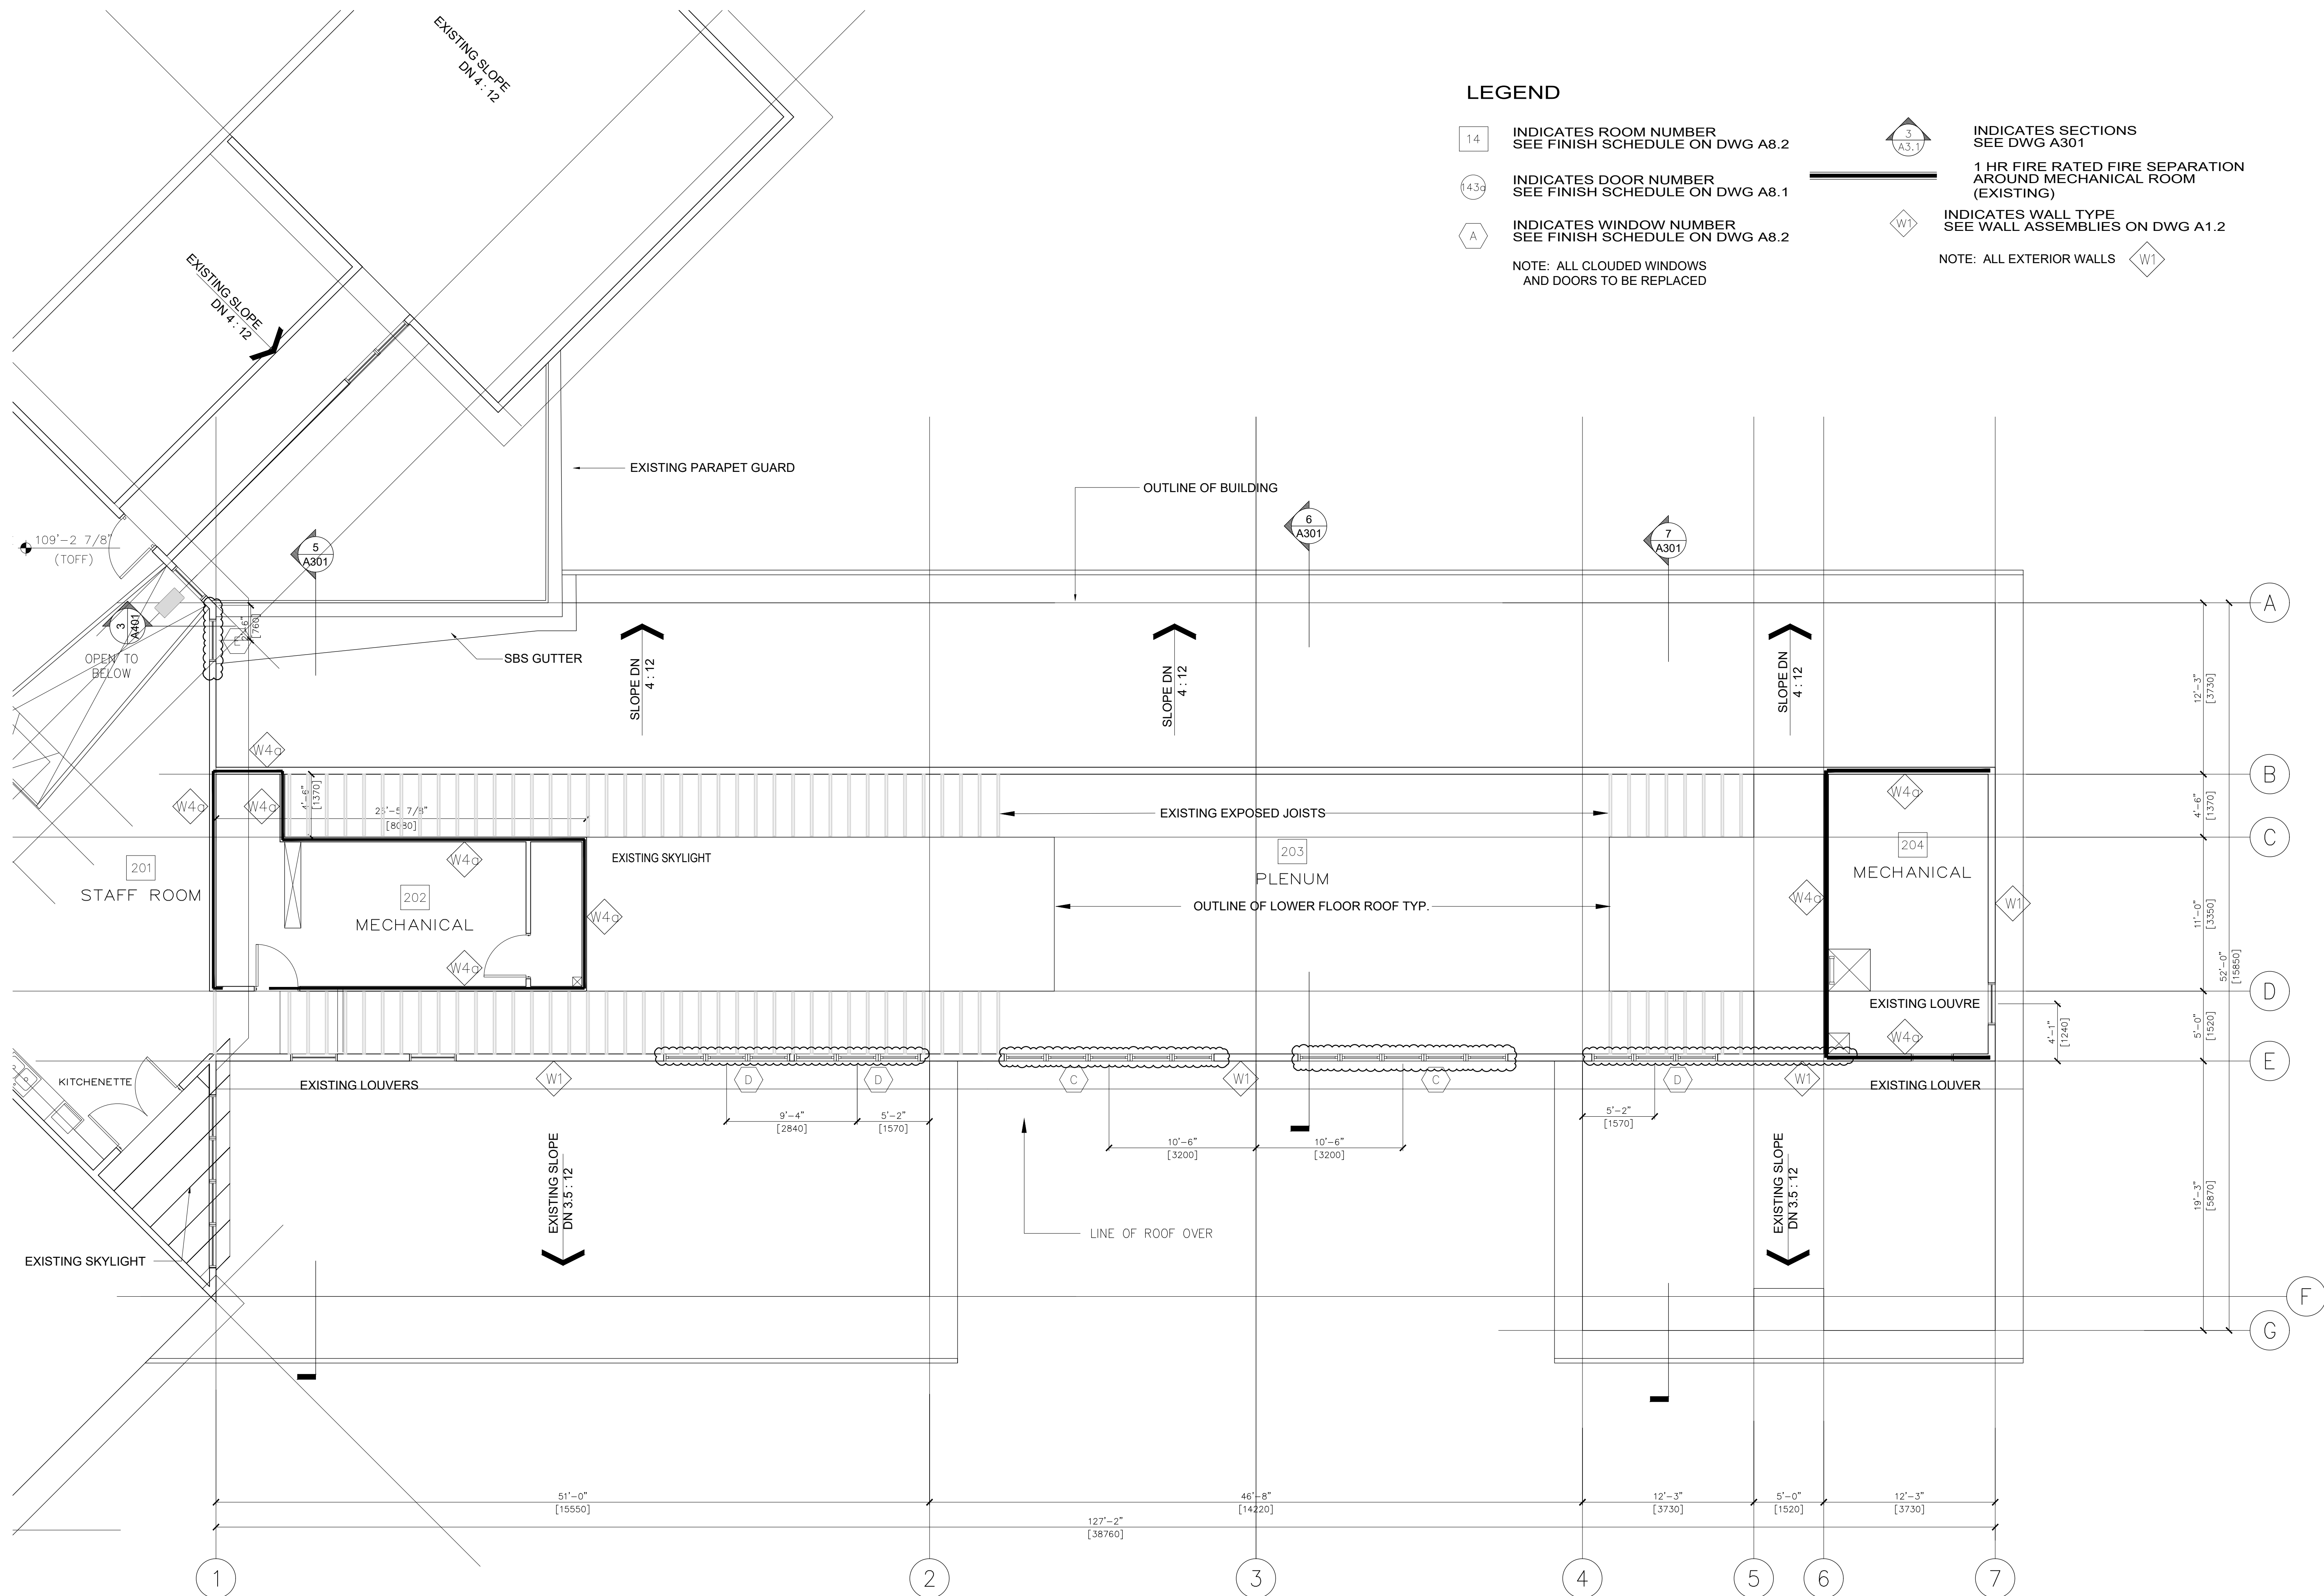 EXISTING SLOPE
DN 4 : 12
LEGEND
14
INDICATES ROOM NUMBER
SEE FINISH SCHEDULE ON DWG A8.2
3
A3.1
INDICATES SECTIONS
SEE DWG A301
143a
INDICATES DOOR NUMBER
SEE FINISH SCHEDULE ON DWG A8.1
1 HR FIRE RATED FIRE SEPARATION
AROUND MECHANICAL ROOM
(EXISTING)
A
INDICATES WINDOW NUMBER
SEE FINISH SCHEDULE ON DWG A8.2
W1
INDICATES WALL TYPE
SEE WALL ASSEMBLIES ON DWG A1.2
NOTE: ALL CLOUDED WINDOWS
AND DOORS TO BE REPLACED
NOTE: ALL EXTERIOR WALLS
W1
EXISTING SLOPE
DN 4 : 12
EXISTING PARAPET GUARD
OUTLINE OF BUILDING
109'-2 7/8"
(TOFF)
5
A301
6
A301
7
A301
3
A401
2'-6"
[760]
E
OPEN TO
BELOW
SBS GUTTER
SLOPE DN
4 : 12
SLOPE DN
4 : 12
SLOPE DN
4 : 12
A
12'-3"
[3730]
W4a
B
W4a
W4a
4'-6"
[1370]
[8080]
EXISTING EXPOSED JOISTS
W4a
4'-6"
[1370]
C
201
STAFF ROOM
202
MECHANICAL
W4a
W4a
W4a
EXISTING SKYLIGHT
203
PLENUM
OUTLINE OF LOWER FLOOR ROOF TYP.
204
MECHANICAL
W4a
W1
11'-0"
[3350]
52'-0"
[15850]
D
EXISTING LOUVRE
W4a
4'-1"
[1240]
5'-0"
[1520]
E
KITCHENETTE
EXISTING LOUVERS
W1
D
D
C
W1
C
D
W1
EXISTING LOUVER
9'-4"
[2840]
5'-2"
[1570]
10'-6"
[3200]
10'-6"
[3200]
5'-2"
[1570]
EXISTING SLOPE
DN 3.5 : 12
EXISTING SLOPE
DN 3.5 : 12
19'-3"
[5870]
LINE OF ROOF OVER
EXISTING SKYLIGHT
F
G
51'-0"
[15550]
46'-8"
[14220]
12'-3"
[3730]
5'-0"
[1520]
12'-3"
[3730]
127'-2"
[38760]
1
2
3
4
5
6
7